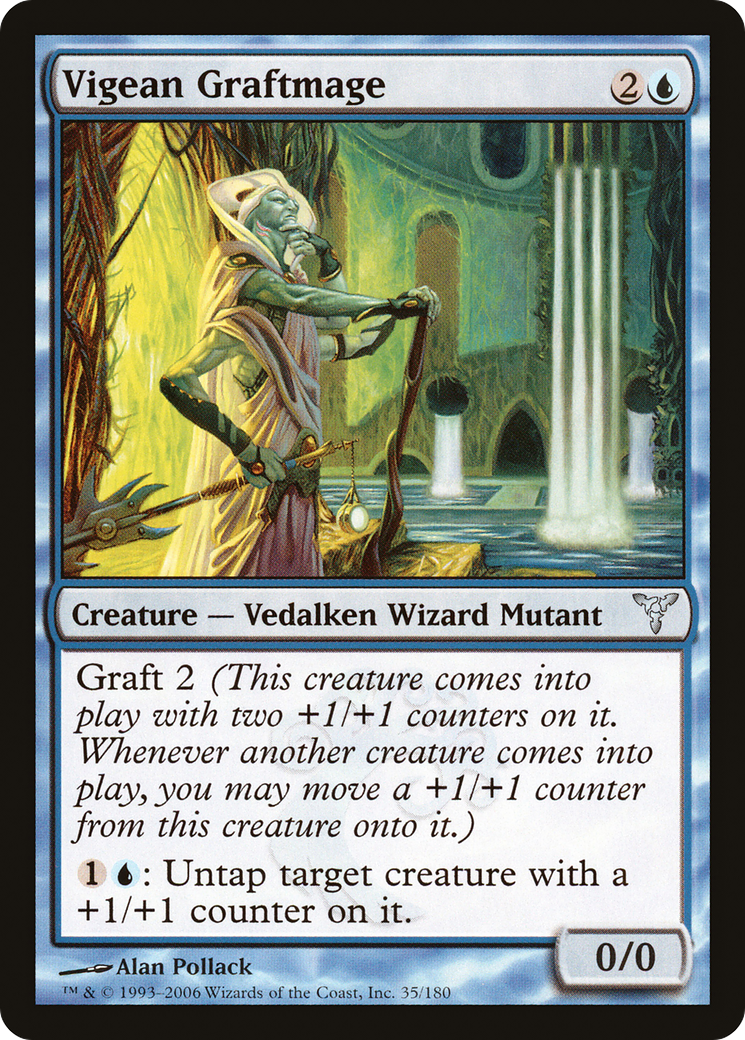 Vigean Graftmage 2
Creature — Vedalken Wizard Mutant
Graft 2 (This creature comes into
play with two +1/+1 counters on it.
Whenever another creature comes into
play, you may move a +1/+1 counter
from this creature onto it.)
1 : Untap target creature with a
+1/+1 counter on it.
0/0
Alan Pollack
™ & © 1993–2006 Wizards of the Coast, Inc. 35/180